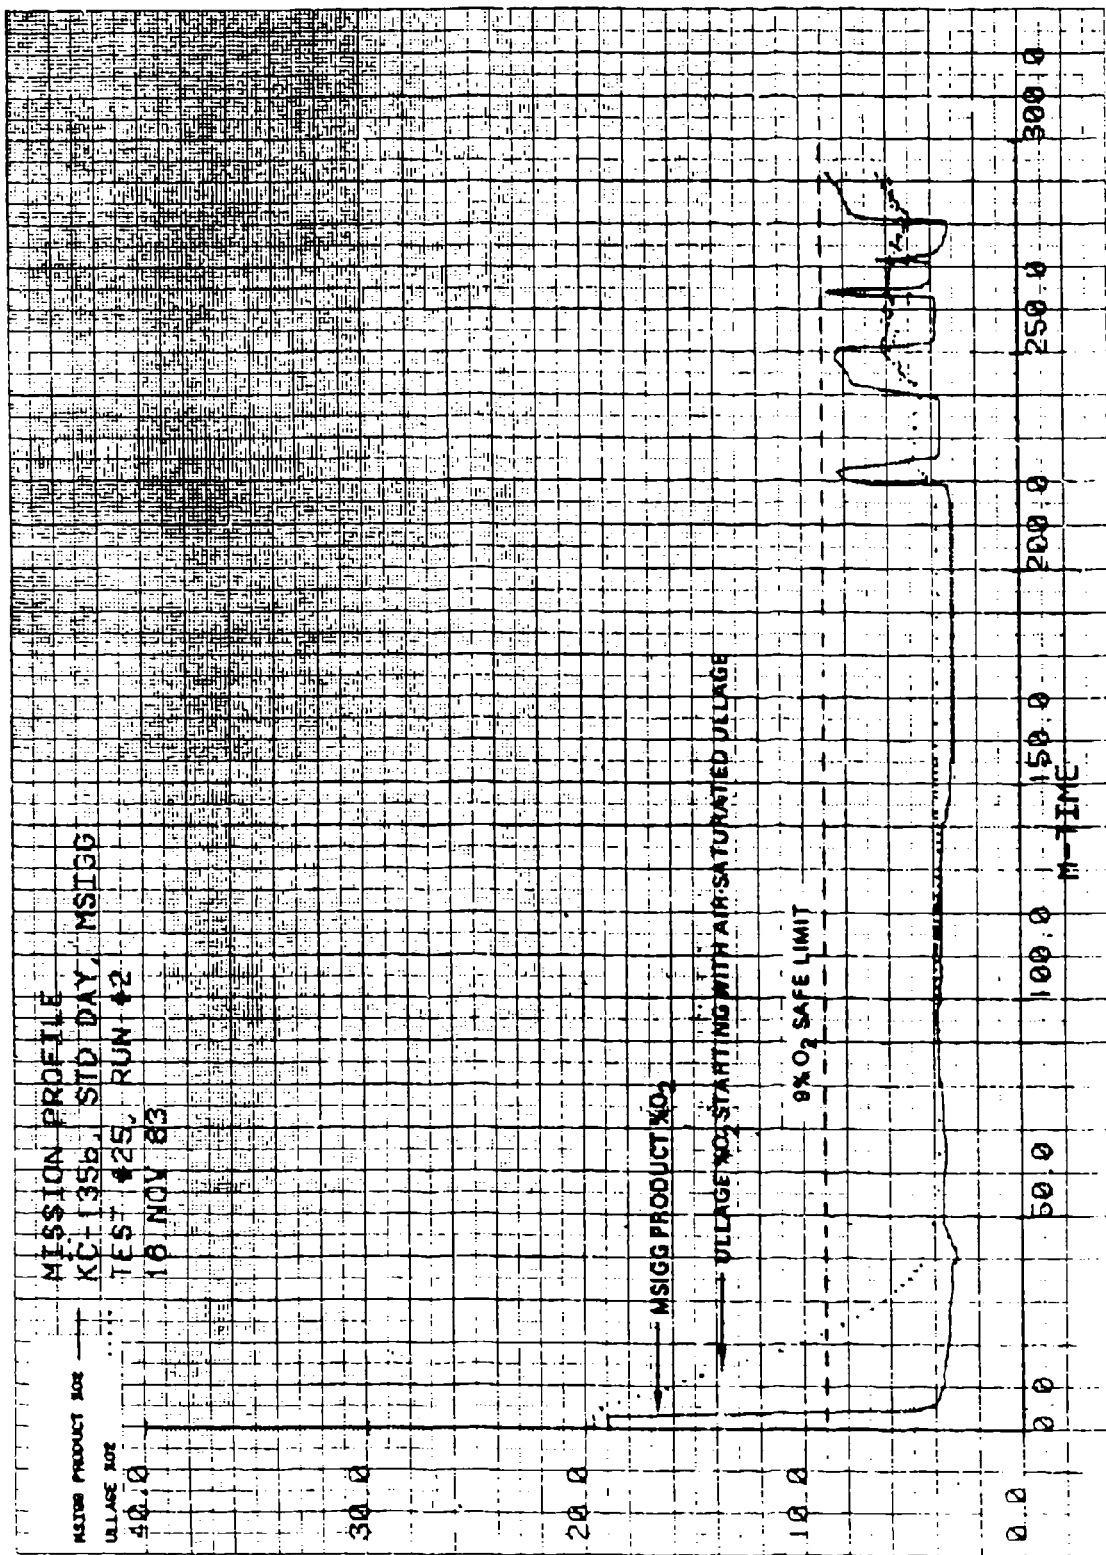 MISSION PROFILE
KC-135b, STD DAY, MSIGG
TEST #25, RUN #2
18 NOV 83
MSIGG PRODUCT %O2
ULLAGE %O2
MSIGG PRODUCT %O2
ULLAGE %O2 STARTING WITH AIR-SATURATED ULLAGE
9% O2 SAFE LIMIT
40.0
30.0
20.0
10.0
0.0
0.0
50.0
100.0
150.0
200.0
250.0
300.0
M-TIME